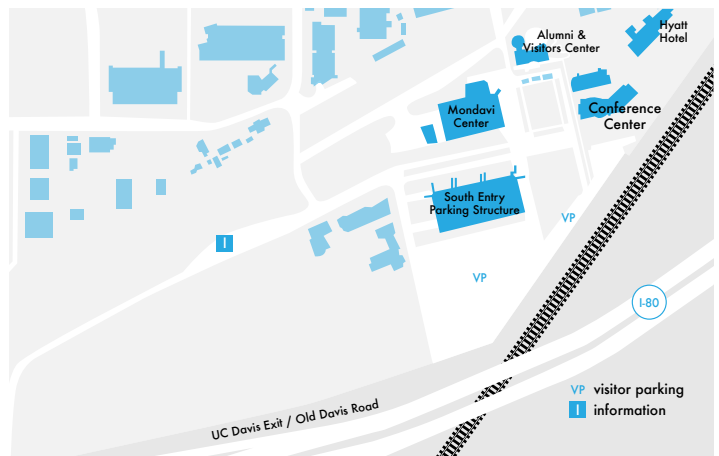 Hyatt
Hotel
Alumni &
Visitors Center
Mondavi
Center
Conference
Center
South Entry
Parking Structure
VP
I
VP
I-80
VP visitor parking
I information
UC Davis Exit / Old Davis Road